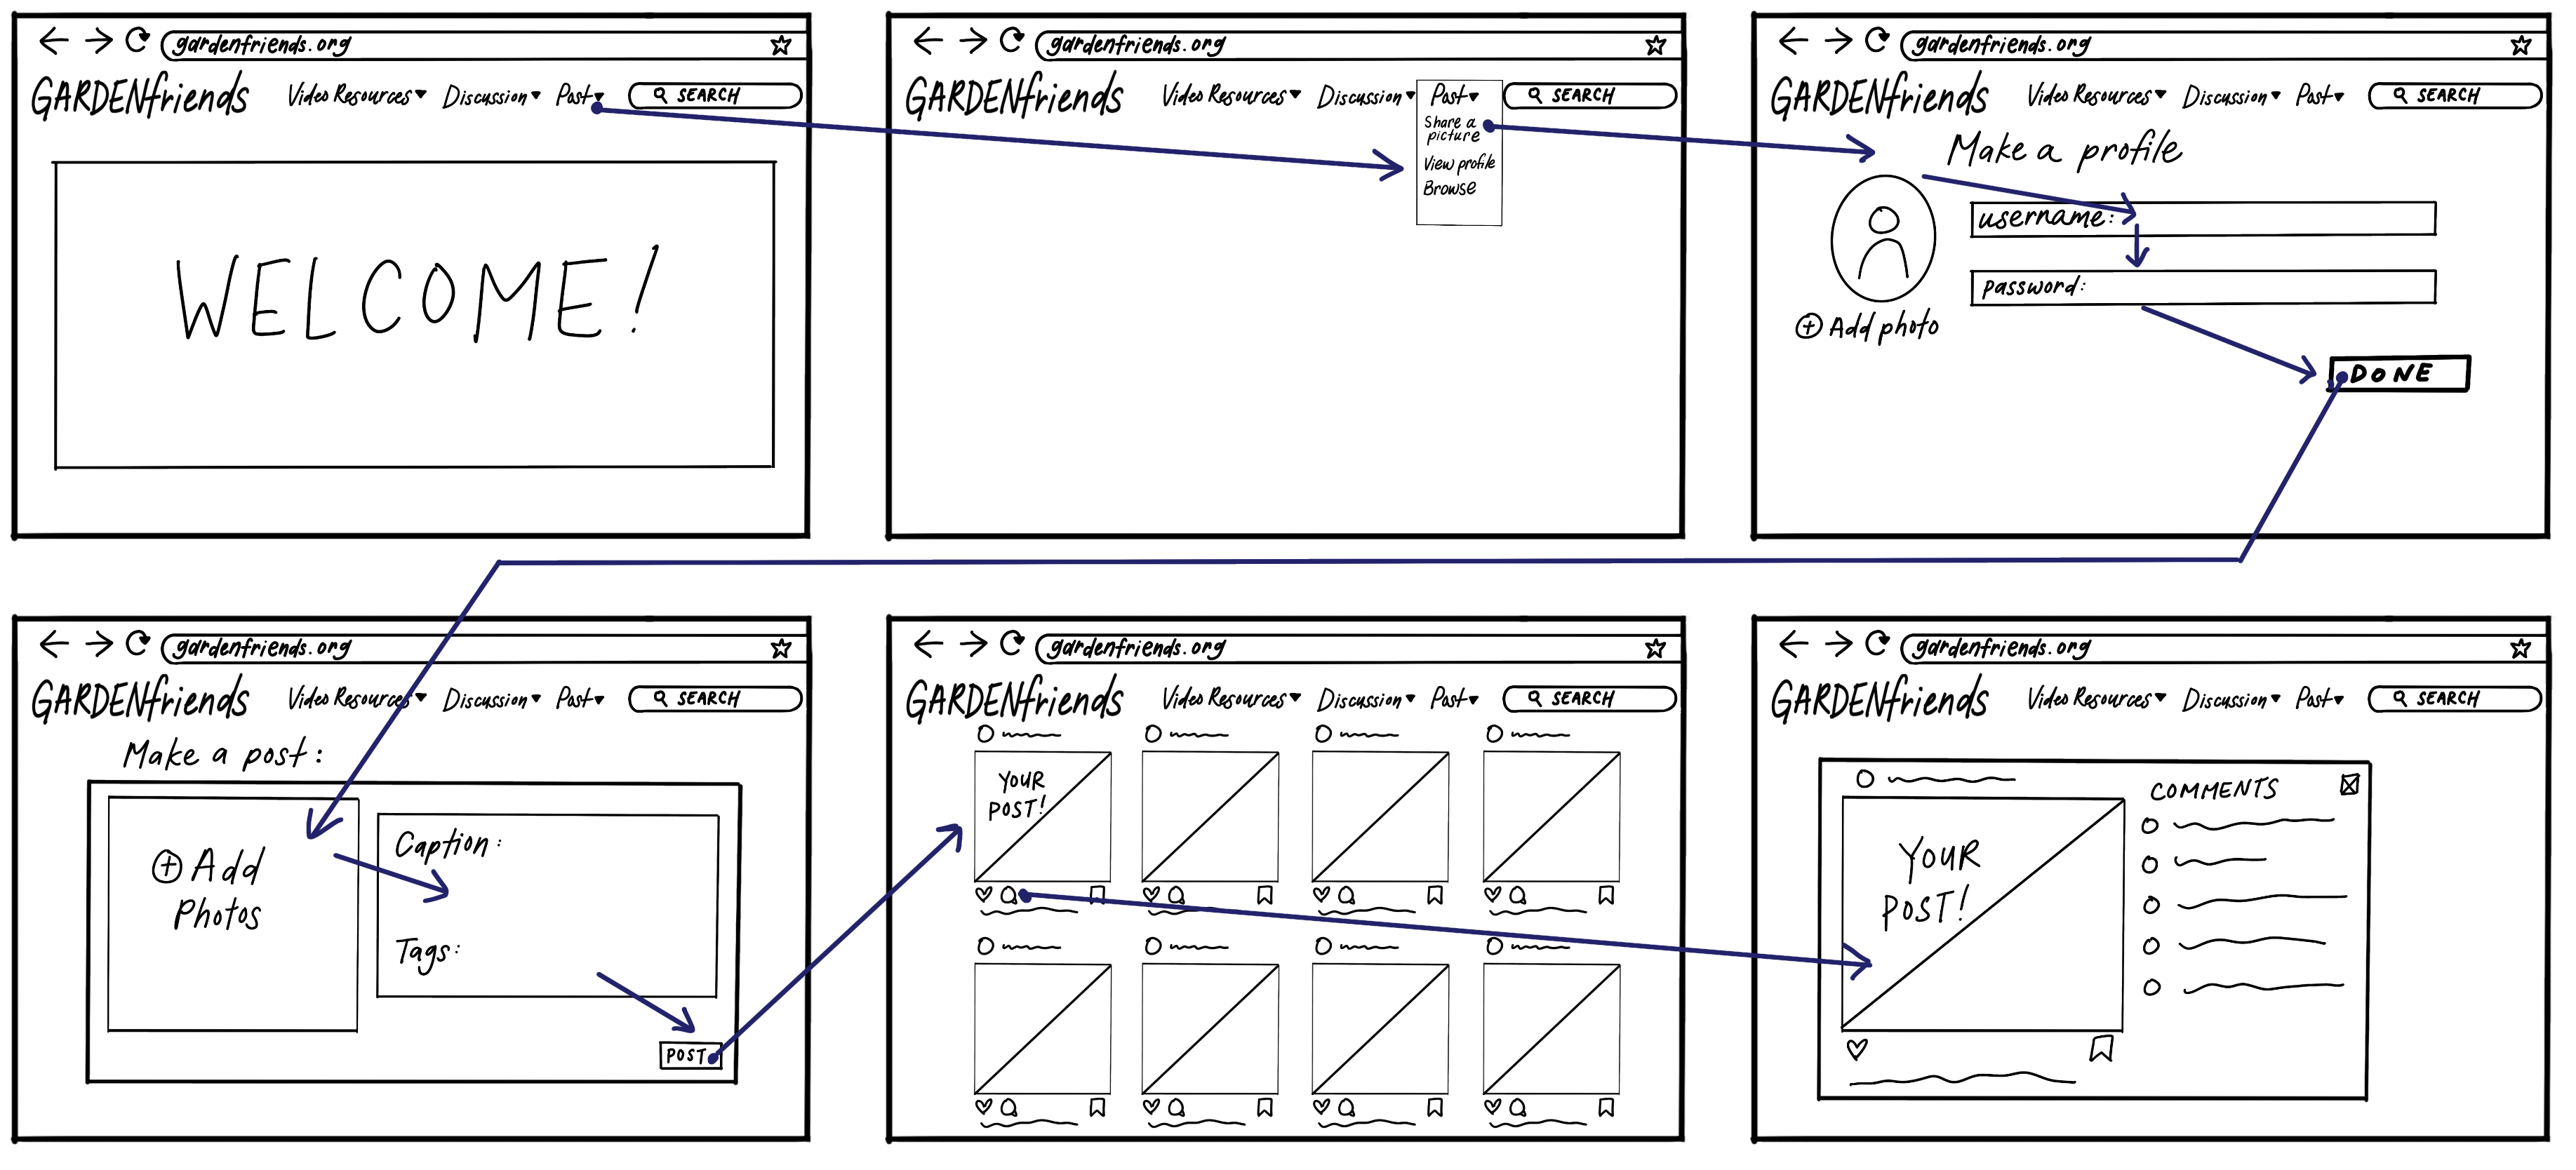 gardenfriends.org
GARDENfriends Video Resources Discussion Post SEARCH
WELCOME!
gardenfriends.org
GARDENfriends Video Resources Discussion Post SEARCH
Share a
picture
View profile
Browse
gardenfriends.org
GARDENfriends Video Resources Discussion Post SEARCH
Make a profile
username:
password:
Add photo
DONE
gardenfriends.org
GARDENfriends Video Resources Discussion Post SEARCH
Make a post:
Add
Photos
Caption:
Tags:
POST
gardenfriends.org
GARDENfriends Video Resources Discussion Post SEARCH
YOUR
POST!
gardenfriends.org
GARDENfriends Video Resources Discussion Post SEARCH
YOUR
POST!
COMMENTS